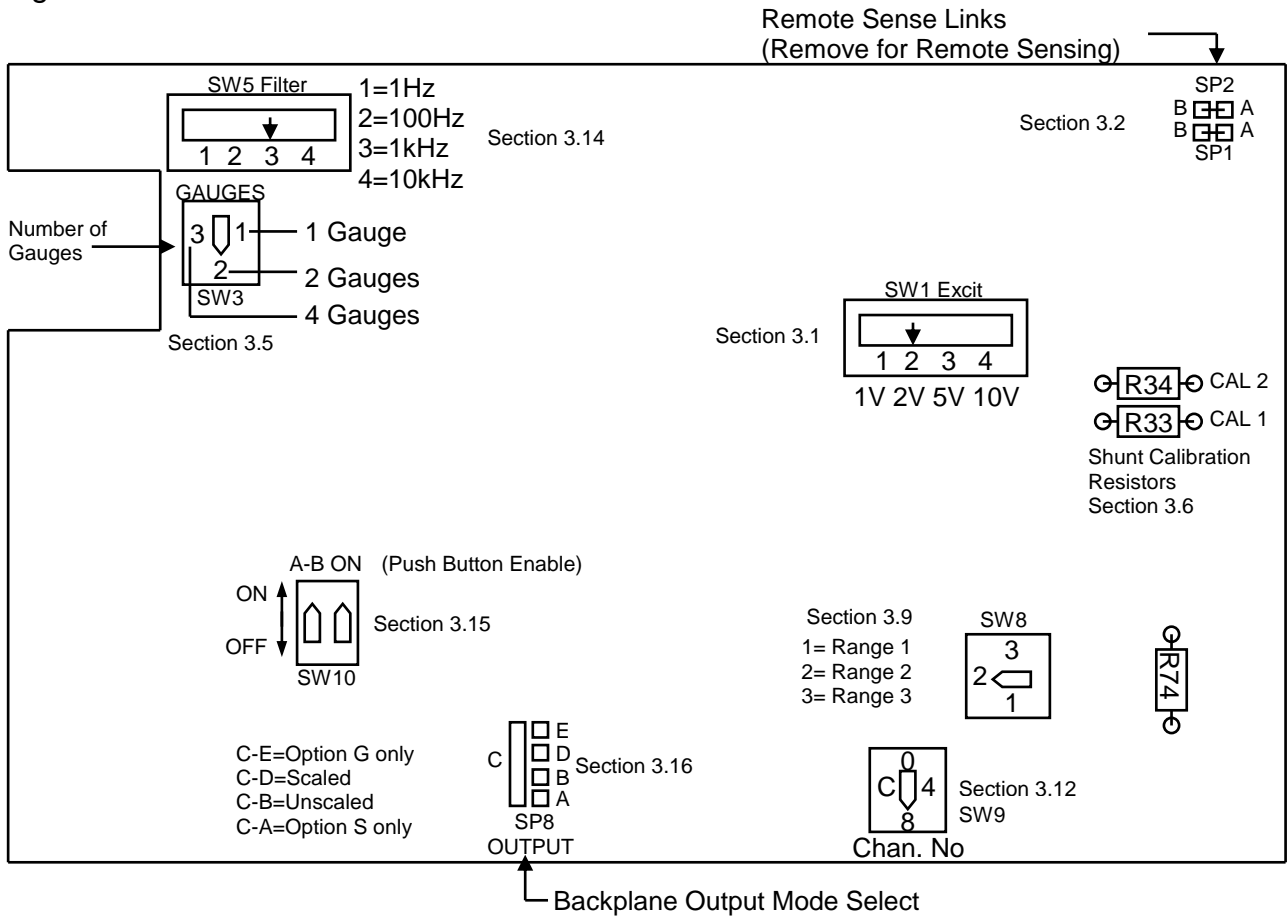 Remote Sense Links
(Remove for Remote Sensing)
SW5 Filter
1 2 3 4
1=1Hz
2=100Hz
3=1kHz
4=10kHz
Section 3.14
Section 3.2
SP2
B A
B A
SP1
GAUGES
3 1
2
SW3
Number of
Gauges
1 Gauge
2 Gauges
4 Gauges
Section 3.5
Section 3.1
SW1 Excit
1 2 3 4
1V 2V 5V 10V
R34 CAL 2
R33 CAL 1
Shunt Calibration
Resistors
Section 3.6
A-B ON (Push Button Enable)
ON
OFF
SW10
Section 3.15
Section 3.9
1= Range 1
2= Range 2
3= Range 3
SW8
3
2
1
R74
C-E=Option G only
C-D=Scaled
C-B=Unscaled
C-A=Option S only
C
E
D
B
A
SP8
OUTPUT
Section 3.16
0
C 4
8
Section 3.12
SW9
Chan. No
Backplane Output Mode Select